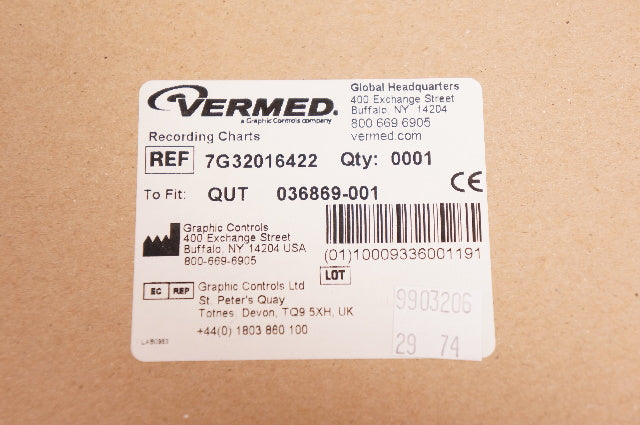 VERMED.
a Graphic Controls company
Global Headquarters
400 Exchange Street
Buffalo, NY 14204
800 669 6905
vermed.com
Recording Charts
REF 7G32016422 Qty: 0001
To Fit: QUT 036869-001
CE
Graphic Controls
400 Exchange Street
Buffalo, NY 14204 USA
800-669-6905
(01)10009336001191
LOT
EC REP
Graphic Controls Ltd
St. Peter's Quay
Totnes, Devon, TQ9 5XH, UK
+44(0) 1803 860 100
9903206
29 74